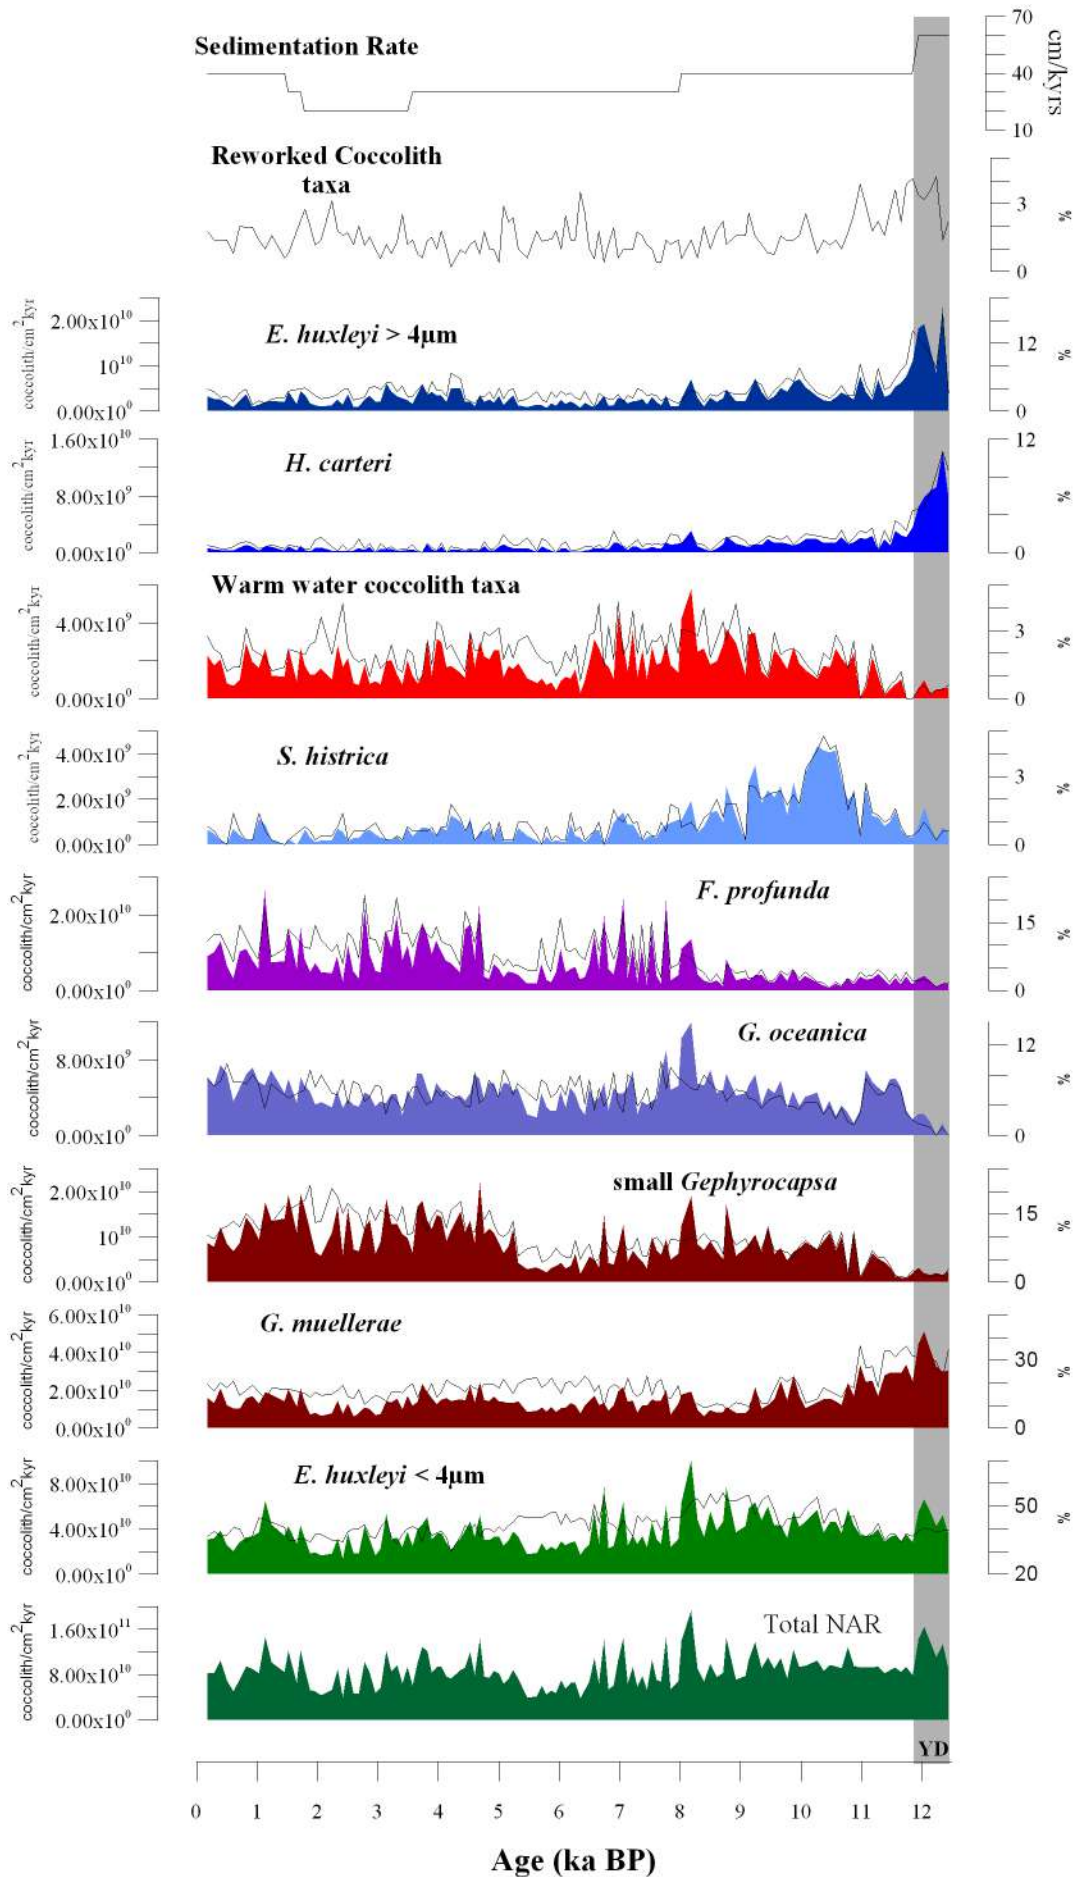 Sedimentation Rate
70
40
10
cm/kyrs
Reworked Coccolith
taxa
3
0
%
coccolith/cm²kyr
2.00x10¹⁰
10¹⁰
0.00x10⁰
E. huxleyi > 4µm
12
0
%
coccolith/cm²kyr
1.60x10¹⁰
8.00x10⁹
0.00x10⁰
H. carteri
12
0
%
coccolith/cm²kyr
4.00x10⁹
0.00x10⁰
Warm water coccolith taxa
3
0
%
coccolith/cm²kyr
4.00x10⁹
2.00x10⁹
0.00x10⁰
S. histrica
3
0
%
coccolith/cm²kyr
2.00x10¹⁰
0.00x10⁰
F. profunda
15
0
%
coccolith/cm²kyr
8.00x10⁹
0.00x10⁰
G. oceanica
12
0
%
coccolith/cm²kyr
2.00x10¹⁰
10¹⁰
0.00x10⁰
small Gephyrocapsa
15
0
%
coccolith/cm²kyr
6.00x10¹⁰
4.00x10¹⁰
2.00x10¹⁰
0.00x10⁰
G. muellerae
30
0
%
coccolith/cm²kyr
8.00x10¹⁰
4.00x10¹⁰
0.00x10⁰
E. huxleyi < 4µm
50
20
%
coccolith/cm²kyr
1.60x10¹¹
8.00x10¹⁰
0.00x10⁰
Total NAR
YD
0 1 2 3 4 5 6 7 8 9 10 11 12
Age (ka BP)